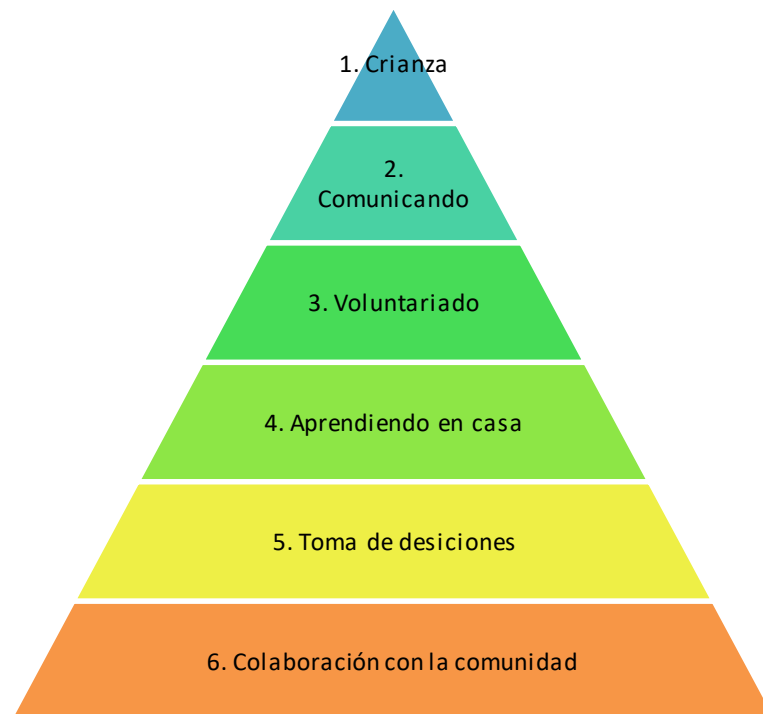 1. Crianza
2.
Comunicando
3. Voluntariado
4. Aprendiendo en casa
5. Toma de desiciones
6. Colaboración con la comunidad